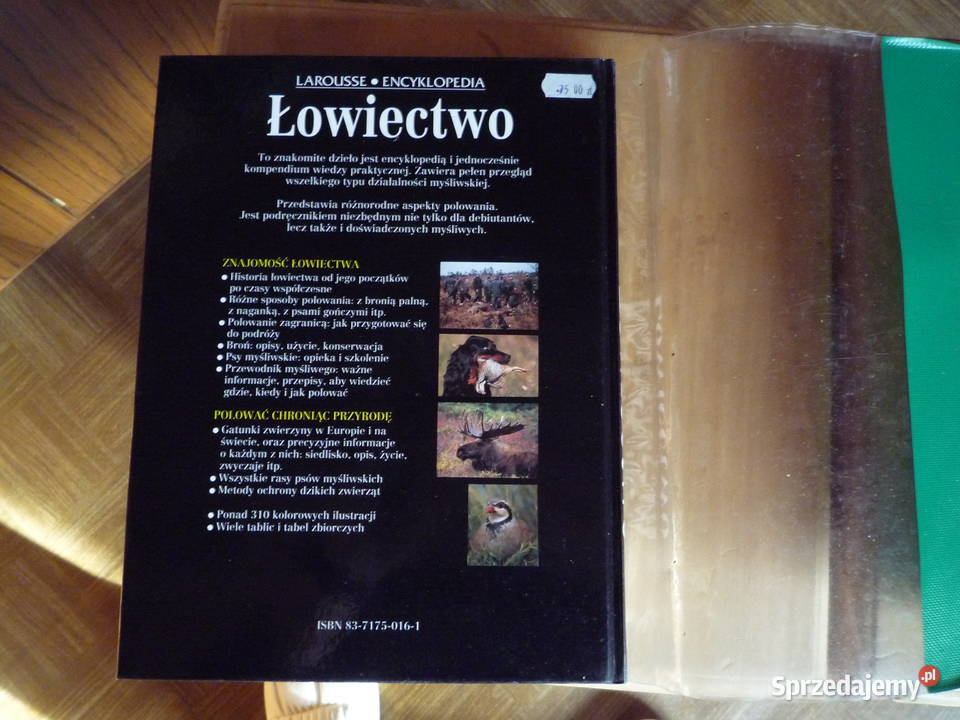 LAROUSSE • ENCYKLOPEDIA
75 00 zł
Łowiectwo
To znakomite dzieło jest encyklopedią i jednocześnie
kompendium wiedzy praktycznej. Zawiera pełen przegląd
wszelkiego typu działalności myśliwskiej.
Przedstawia różnorodne aspekty polowania.
Jest podręcznikiem niezbędnym nie tylko dla debiutantów,
lecz także i doświadczonych myśliwych.
ZNAJOMOŚĆ ŁOWIECTWA
• Historia łowiectwa od jego początków
po czasy współczesne
• Różne sposoby polowania: z bronią palną,
z naganką, z psami gończymi itp.
• Polowanie zagranicą: jak przygotować się
do podróży
• Broń: opisy, użycie, konserwacja
• Psy myśliwskie: opieka i szkolenie
• Przewodnik myśliwego: ważne
informacje, przepisy, aby wiedzieć
gdzie, kiedy i jak polować
POLOWAĆ CHRONIĄC PRZYRODĘ
• Gatunki zwierzyny w Europie i na
świecie, oraz precyzyjne informacje
o każdym z nich: siedlisko, opis, życie,
zwyczaje itp.
• Wszystkie rasy psów myśliwskich
• Metody ochrony dzikich zwierząt
• Ponad 310 kolorowych ilustracji
• Wiele tablic i tabel zbiorczych
ISBN 83-7175-016-1
Sprzedajemy.pl